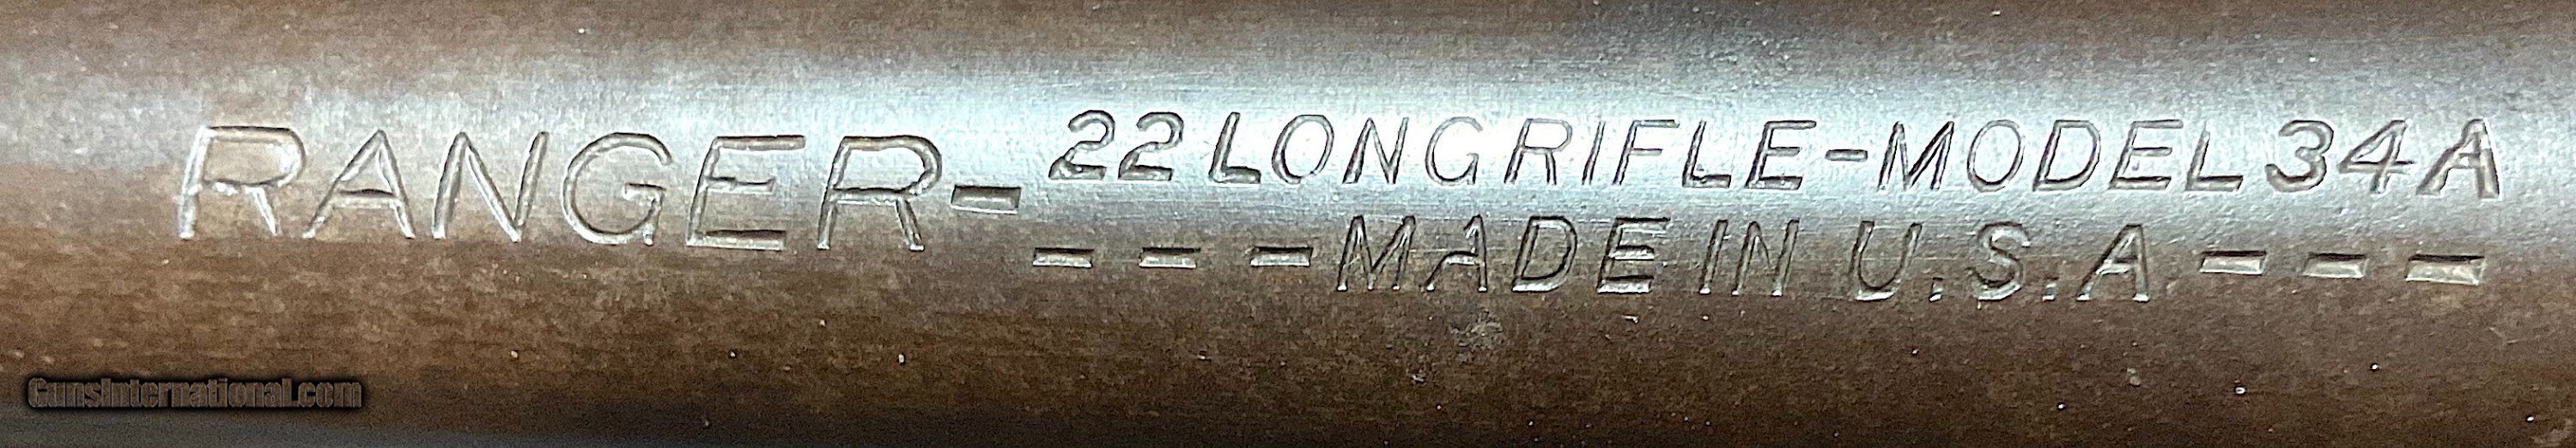 RANGER-22 LONG RIFLE-MODEL 34A
---MADE IN U.S.A.---
GunsInternational.com